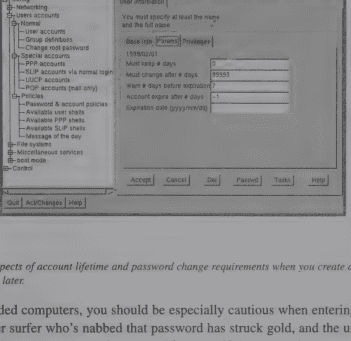 User information
Networking
Users accounts
Normal
User accounts
Group definitions
Change root password
Special accounts
PPP accounts
SLIP accounts via normal login
UUCP accounts
POP accounts (mail only)
Policies
Password & account policies
Available user shells
Available PPP shells
Available SLIP shells
Message of the day
File systems
Miscellaneous services
boot mode
Control
You must specify at least the name
and the full name
Base info Params Privileges
1999/02/01
Must keep # days 0
Must change after # days 99999
Warn # days before expiration 7
Account expire after # days -1
Expiration date (yyyy/mm/dd)
Accept Cancel Del Passwd Tasks Help
Quit Act/Changes Help
pects of account lifetime and password change requirements when you create
later.
ded computers, you should be especially cautious when enterin
er surfer who's nabbed that password has struck gold, and the u